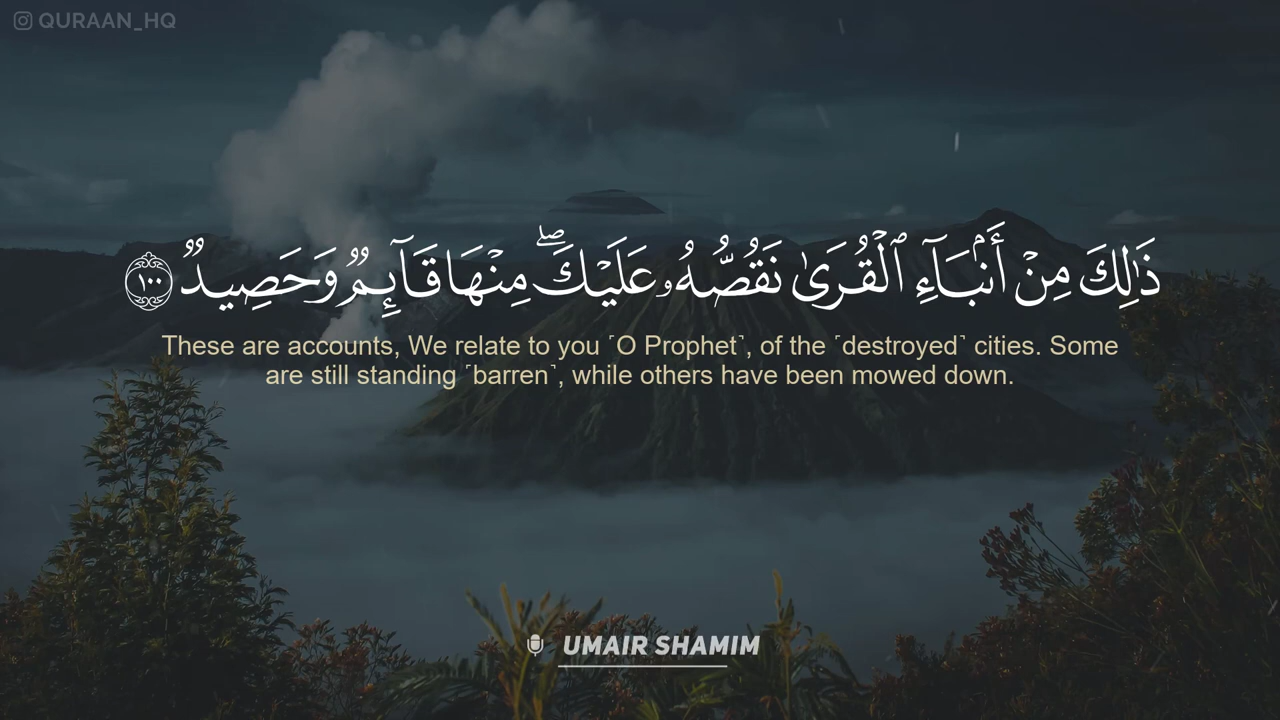 QURAAN_HQ
ذَٰلِكَ مِنْ أَنۢبَآءِ ٱلْقُرَىٰ نَقُصُّهُۥ عَلَيْكَ ۖ مِنْهَا قَآئِمٌ وَحَصِيدٌ ١٠٠
These are accounts, We relate to you ˹O Prophet˺, of the ˹destroyed˺ cities. Some
are still standing ˹barren˺, while others have been mowed down.
UMAIR SHAMIM